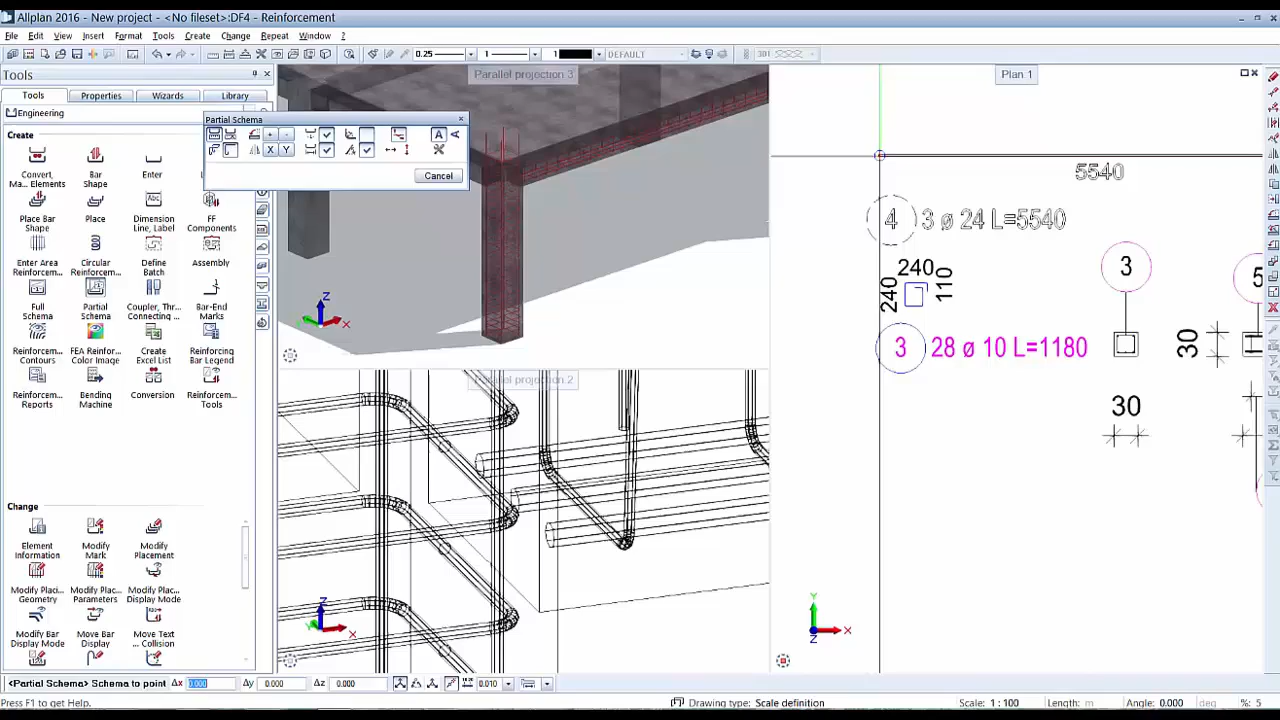 Allplan 2016 - New project - <No fileset>:DF4 - Reinforcement
File Edit View Insert Format Tools Create Change Repeat Window ?
0.25 1 1 DEFAULT 301
Tools
Tools Properties Wizards Library
Engineering
Create
Convert, Ma... Elements
Bar Shape
Enter
Place Bar Shape
Place
Dimension Line, Label
FF Components
Enter Area Reinforcem...
Circular Reinforcem...
Define Batch
Assembly
Full Schema
Partial Schema
Coupler, Thr... Connecting ...
Bar-End Marks
Reinforcem... Contours
FEA Reinfor... Color Image
Create Excel List
Reinforcing Bar Legend
Reinforcem... Reports
Bending Machine
Conversion
Reinforcem... Tools
Change
Element Information
Modify Mark
Modify Placement
Modify Placi... Geometry
Modify Plac... Parameters
Modify Plac... Display Mode
Modify Bar Display Mode
Move Bar Display
Move Text Collision
Partial Schema
+ - A A
X Y
Cancel
Parallel projection 3
Z
X
Parallel projection 2
Z
Y X
Plan 1
5540
4 3 ø 24 L=5540
240
240 110
3 28 ø 10 L=1180
3
5
30
30
Y
X
Z
<Partial Schema> Schema to point Δx 0.000 Δy 0.000 Δz 0.000 0.010
Press F1 to get Help. Drawing type: Scale definition Scale: 1 : 100 Length: m Angle: 0.000 deg %: 5